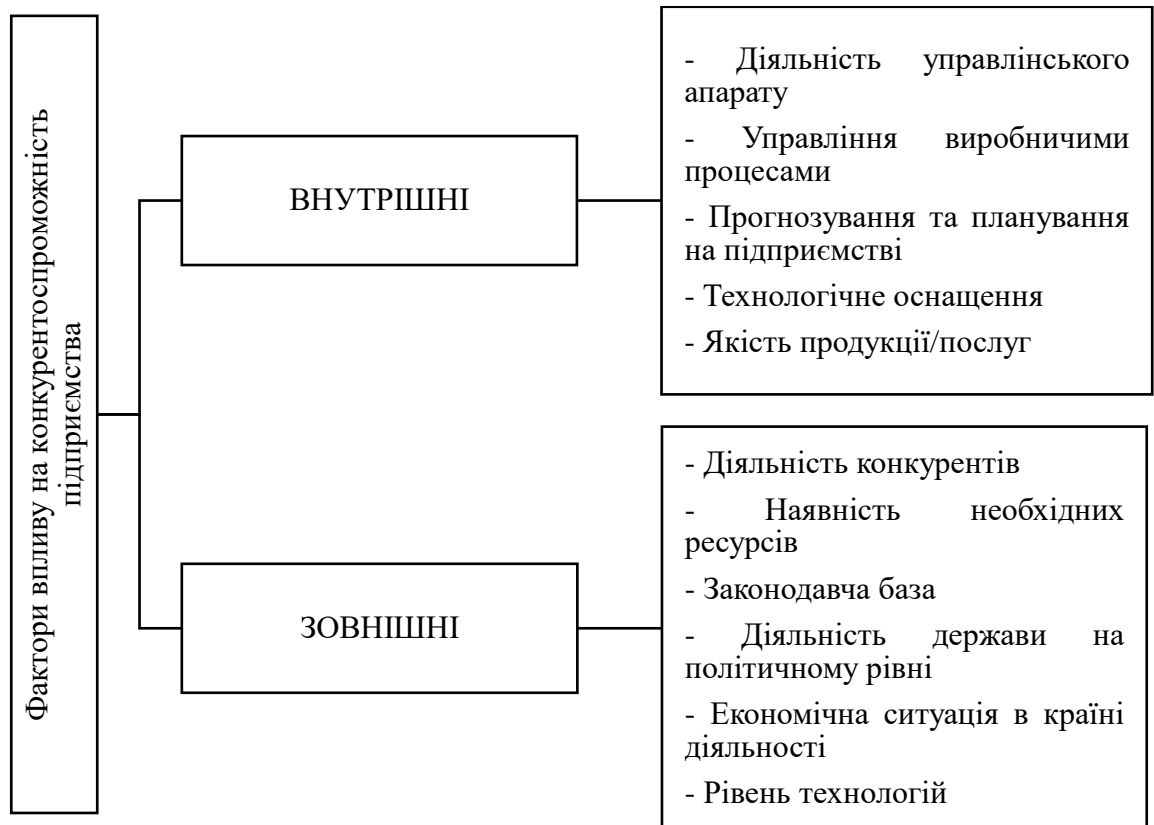 Фактори впливу на конкурентоспроможність
підприємства
ВНУТРІШНІ
- Діяльність управлінського
апарату
- Управління виробничими
процесами
- Прогнозування та планування
на підприємстві
- Технологічне оснащення
- Якість продукції/послуг
ЗОВНІШНІ
- Діяльність конкурентів
- Наявність необхідних
ресурсів
- Законодавча база
- Діяльність держави на
політичному рівні
- Економічна ситуація в країні
діяльності
- Рівень технологій